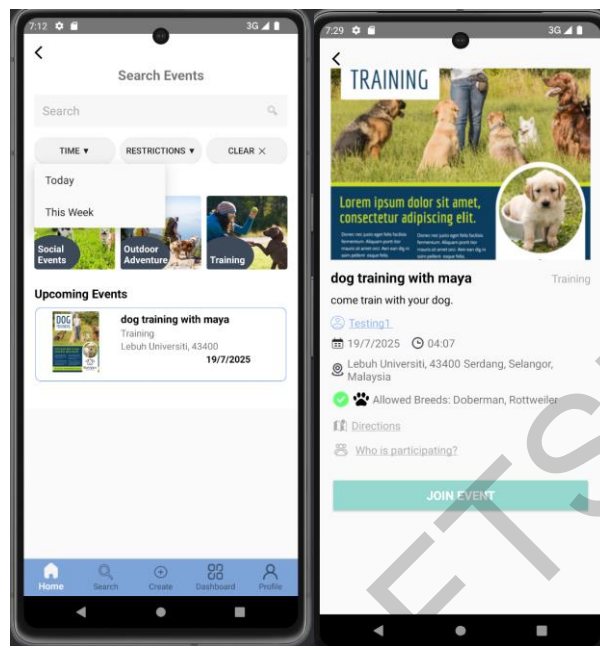 7:12
3G
Search Events
Search
TIME ▼
RESTRICTIONS ▼
CLEAR ×
Today
This Week
Social
Events
Outdoor
Adventure
Training
Upcoming Events
DOG
TRAINING
dog training with maya
Training
Lebuh Universiti, 43400
19/7/2025
Home
Search
Create
Dashboard
Profile
7:29
3G
TRAINING
Lorem ipsum dolor sit amet,
consectetur adipiscing elit.
dog training with maya
Training
come train with your dog.
Testing1
19/7/2025
04:07
Lebuh Universiti, 43400 Serdang, Selangor,
Malaysia
Allowed Breeds: Doberman, Rottweiler
Directions
Who is participating?
JOIN EVENT